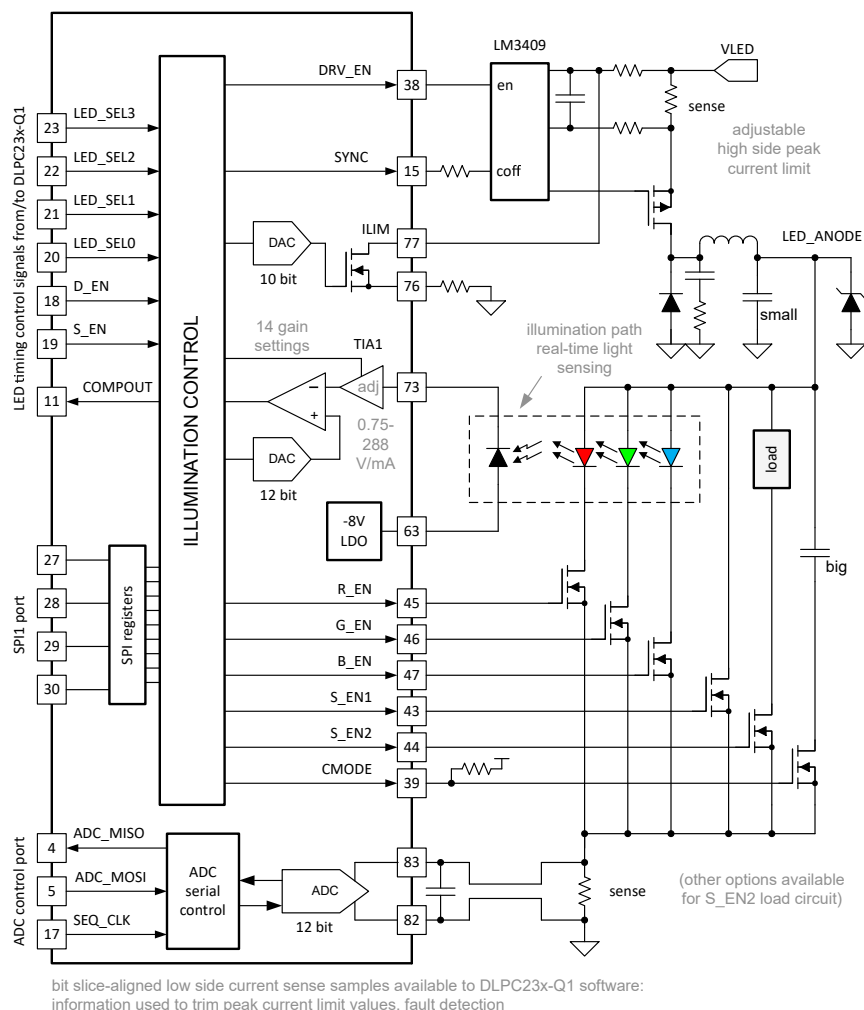 LM3409
VLED
DRV_EN
38
en
23
LED_SEL3
sense
adjustable
high side peak
current limit
22
LED_SEL2
SYNC
15
coff
21
LED_SEL1
ILIM
DAC
77
20
LED_SEL0
10 bit
LED_ANODE
18
D_EN
76
small
19
S_EN
14 gain
settings
illumination path
real-time light
sensing
TIA1
11
COMPOUT
adj
73
–
+
0.75-
288
V/mA
DAC
12 bit
load
LED timing control signals from/to DLPC23x-Q1
ILLUMINATION CONTROL
-8V
LDO
63
big
27
28
29
30
SPI1 port
SPI registers
R_EN
45
G_EN
46
B_EN
47
S_EN1
43
S_EN2
44
CMODE
39
4
ADC_MISO
5
ADC_MOSI
17
SEQ_CLK
ADC control port
ADC
serial
control
ADC
12 bit
83
82
sense
(other options available
for S_EN2 load circuit)
bit slice-aligned low side current sense samples available to DLPC23x-Q1 software:
information used to trim peak current limit values, fault detection